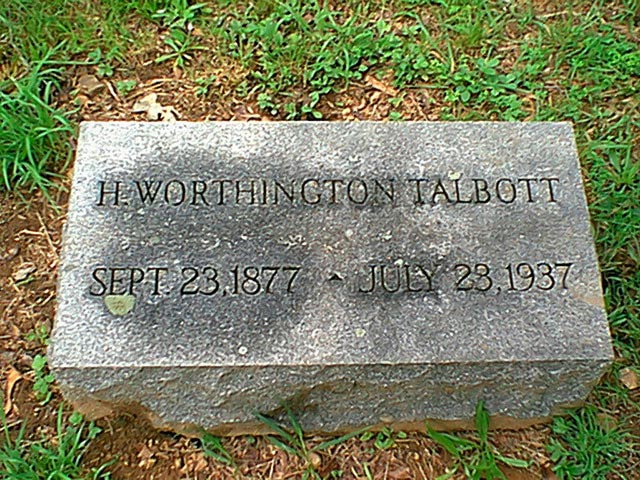 H. WORTHINGTON TALBOTT
SEPT. 23, 1877 - JULY 23, 1937